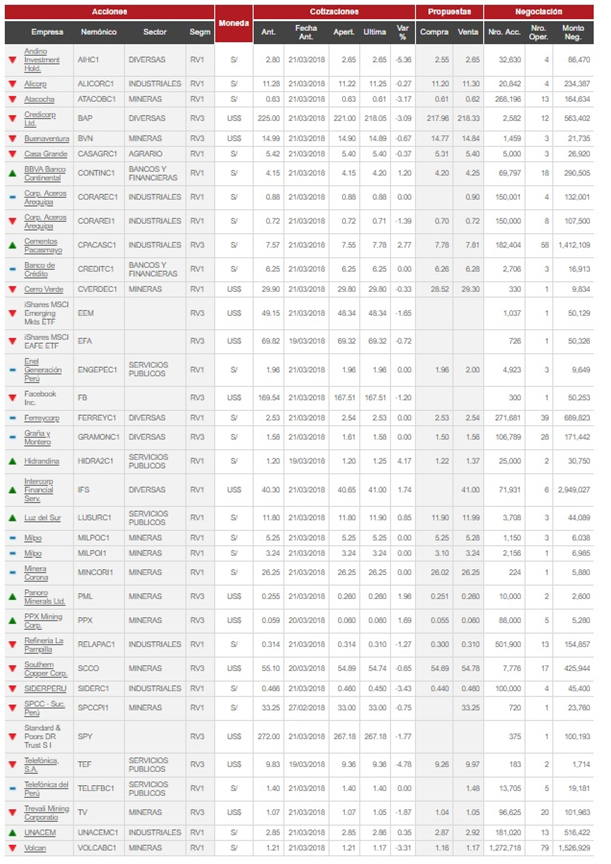 Acciones Moneda Cotizaciones Propuestas Negociación
Empresa Nemónico Sector Segm Ant. Fecha Ant. Apert. Ultima Var % Compra Venta Nro. Acc. Nro. Oper. Monto Neg.
Andino Investment Hold. AIHC1 DIVERSAS RV1 S/ 2.80 21/03/2018 2.65 2.65 -5.36 2.55 2.65 32,630 4 86,470
Alicorp ALICORC1 INDUSTRIALES RV1 S/ 11.28 21/03/2018 11.22 11.25 -0.27 11.20 11.30 20,842 4 234,387
Atacocha ATACOBC1 MINERAS RV1 S/ 0.63 21/03/2018 0.61 0.61 -3.17 0.61 0.62 266,196 13 164,634
Credicorp Ltd. BAP DIVERSAS RV3 US$ 225.00 21/03/2018 221.00 218.05 -3.09 217.96 218.33 2,582 12 563,402
Buenaventura BVN MINERAS RV3 US$ 14.99 21/03/2018 14.90 14.89 -0.67 14.77 14.84 1,459 3 21,735
Casa Grande CASAGRC1 AGRARIO RV1 S/ 5.42 21/03/2018 5.40 5.40 -0.37 5.31 5.40 5,000 3 26,920
BBVA Banco Continental CONTINC1 BANCOS Y FINANCIERAS RV1 S/ 4.15 21/03/2018 4.15 4.20 1.20 4.20 4.25 69,797 18 290,505
Corp. Aceros Arequipa CORAREC1 INDUSTRIALES RV1 S/ 0.88 21/03/2018 0.88 0.88 0.00 0.90 150,001 4 132,001
Corp. Aceros Arequipa CORAREI1 INDUSTRIALES RV1 S/ 0.72 21/03/2018 0.72 0.71 -1.39 0.70 0.72 150,000 8 107,500
Cementos Pacasmayo CPACASC1 INDUSTRIALES RV3 S/ 7.57 21/03/2018 7.55 7.78 2.77 7.78 7.81 182,404 58 1,412,109
Banco de Crédito CREDITC1 BANCOS Y FINANCIERAS RV1 S/ 6.25 21/03/2018 6.25 6.25 0.00 6.26 6.28 2,706 3 16,913
Cerro Verde CVERDEC1 MINERAS RV1 US$ 29.90 21/03/2018 29.80 29.80 -0.33 28.52 29.30 330 1 9,834
iShares MSCI Emerging Mkts ETF EEM RV3 US$ 49.15 21/03/2018 48.34 48.34 -1.65 1,037 1 50,129
iShares MSCI EAFE ETF EFA RV3 US$ 69.82 19/03/2018 69.32 69.32 -0.72 726 1 50,326
Enel Generación Perú ENGEPEC1 SERVICIOS PUBLICOS RV1 S/ 1.96 21/03/2018 1.96 1.96 0.00 1.96 2.00 4,923 3 9,649
Facebook Inc. FB RV3 US$ 169.54 21/03/2018 167.51 167.51 -1.20 300 1 50,253
Ferreycorp FERREYC1 DIVERSAS RV1 S/ 2.53 21/03/2018 2.54 2.53 0.00 2.53 2.54 271,681 39 689,823
Graña y Montero GRAMONC1 DIVERSAS RV3 S/ 1.58 21/03/2018 1.61 1.58 0.00 1.50 1.58 106,789 28 171,442
Hidrandina HIDRA2C1 SERVICIOS PUBLICOS RV1 S/ 1.20 19/03/2018 1.20 1.25 4.17 1.22 1.37 25,000 2 30,750
Intercorp Financial Serv. IFS DIVERSAS RV1 US$ 40.30 21/03/2018 40.65 41.00 1.74 41.00 71,931 6 2,949,027
Luz del Sur LUSURC1 SERVICIOS PUBLICOS RV1 S/ 11.80 21/03/2018 11.80 11.90 0.85 11.90 11.99 3,708 3 44,089
Milpo MILPOC1 MINERAS RV1 S/ 5.25 21/03/2018 5.25 5.25 0.00 5.25 5.28 1,150 3 6,038
Milpo MILPOI1 MINERAS RV1 S/ 3.24 21/03/2018 3.24 3.24 0.00 3.10 3.24 2,156 1 6,985
Minera Corona MINCORI1 MINERAS RV1 S/ 26.25 21/03/2018 26.25 26.25 0.00 26.02 26.25 224 1 5,880
Panoro Minerals Ltd. PML MINERAS RV3 US$ 0.255 21/03/2018 0.260 0.260 1.96 0.251 0.260 10,000 2 2,600
PPX Mining Corp. PPX MINERAS RV3 US$ 0.059 20/03/2018 0.060 0.060 1.69 0.055 0.060 88,000 5 5,280
Refinería La Pampilla RELAPAC1 INDUSTRIALES RV1 S/ 0.314 21/03/2018 0.314 0.310 -1.27 0.300 0.310 501,900 13 154,857
Southern Copper Corp. SCCO MINERAS RV3 US$ 55.10 20/03/2018 54.89 54.74 -0.65 54.69 54.78 7,776 17 425,944
SIDERPERU SIDERC1 INDUSTRIALES RV1 S/ 0.466 21/03/2018 0.460 0.450 -3.43 0.440 0.460 100,000 4 45,400
SPCC - Suc. Perú SPCCPI1 MINERAS RV1 S/ 33.25 27/02/2018 33.00 33.00 -0.75 33.25 720 1 23,760
Standard & Poors DR Trust S I SPY RV3 US$ 272.00 21/03/2018 267.18 267.18 -1.77 375 1 100,193
Telefónica, S.A. TEF SERVICIOS PUBLICOS RV3 US$ 9.83 19/03/2018 9.36 9.36 -4.78 9.26 9.97 183 2 1,714
Telefónica del Perú TELEFBC1 SERVICIOS PUBLICOS RV1 S/ 1.40 21/03/2018 1.40 1.40 0.00 1.48 13,705 5 19,181
Trevali Mining Corporatio TV MINERAS RV3 US$ 1.07 21/03/2018 1.07 1.05 -1.87 1.04 1.05 96,625 20 101,963
UNACEM UNACEMC1 INDUSTRIALES RV1 S/ 2.85 21/03/2018 2.85 2.86 0.35 2.87 2.92 181,020 13 516,422
Volcan VOLCABC1 MINERAS RV1 S/ 1.21 21/03/2018 1.21 1.17 -3.31 1.16 1.17 1,272,718 79 1,526,929